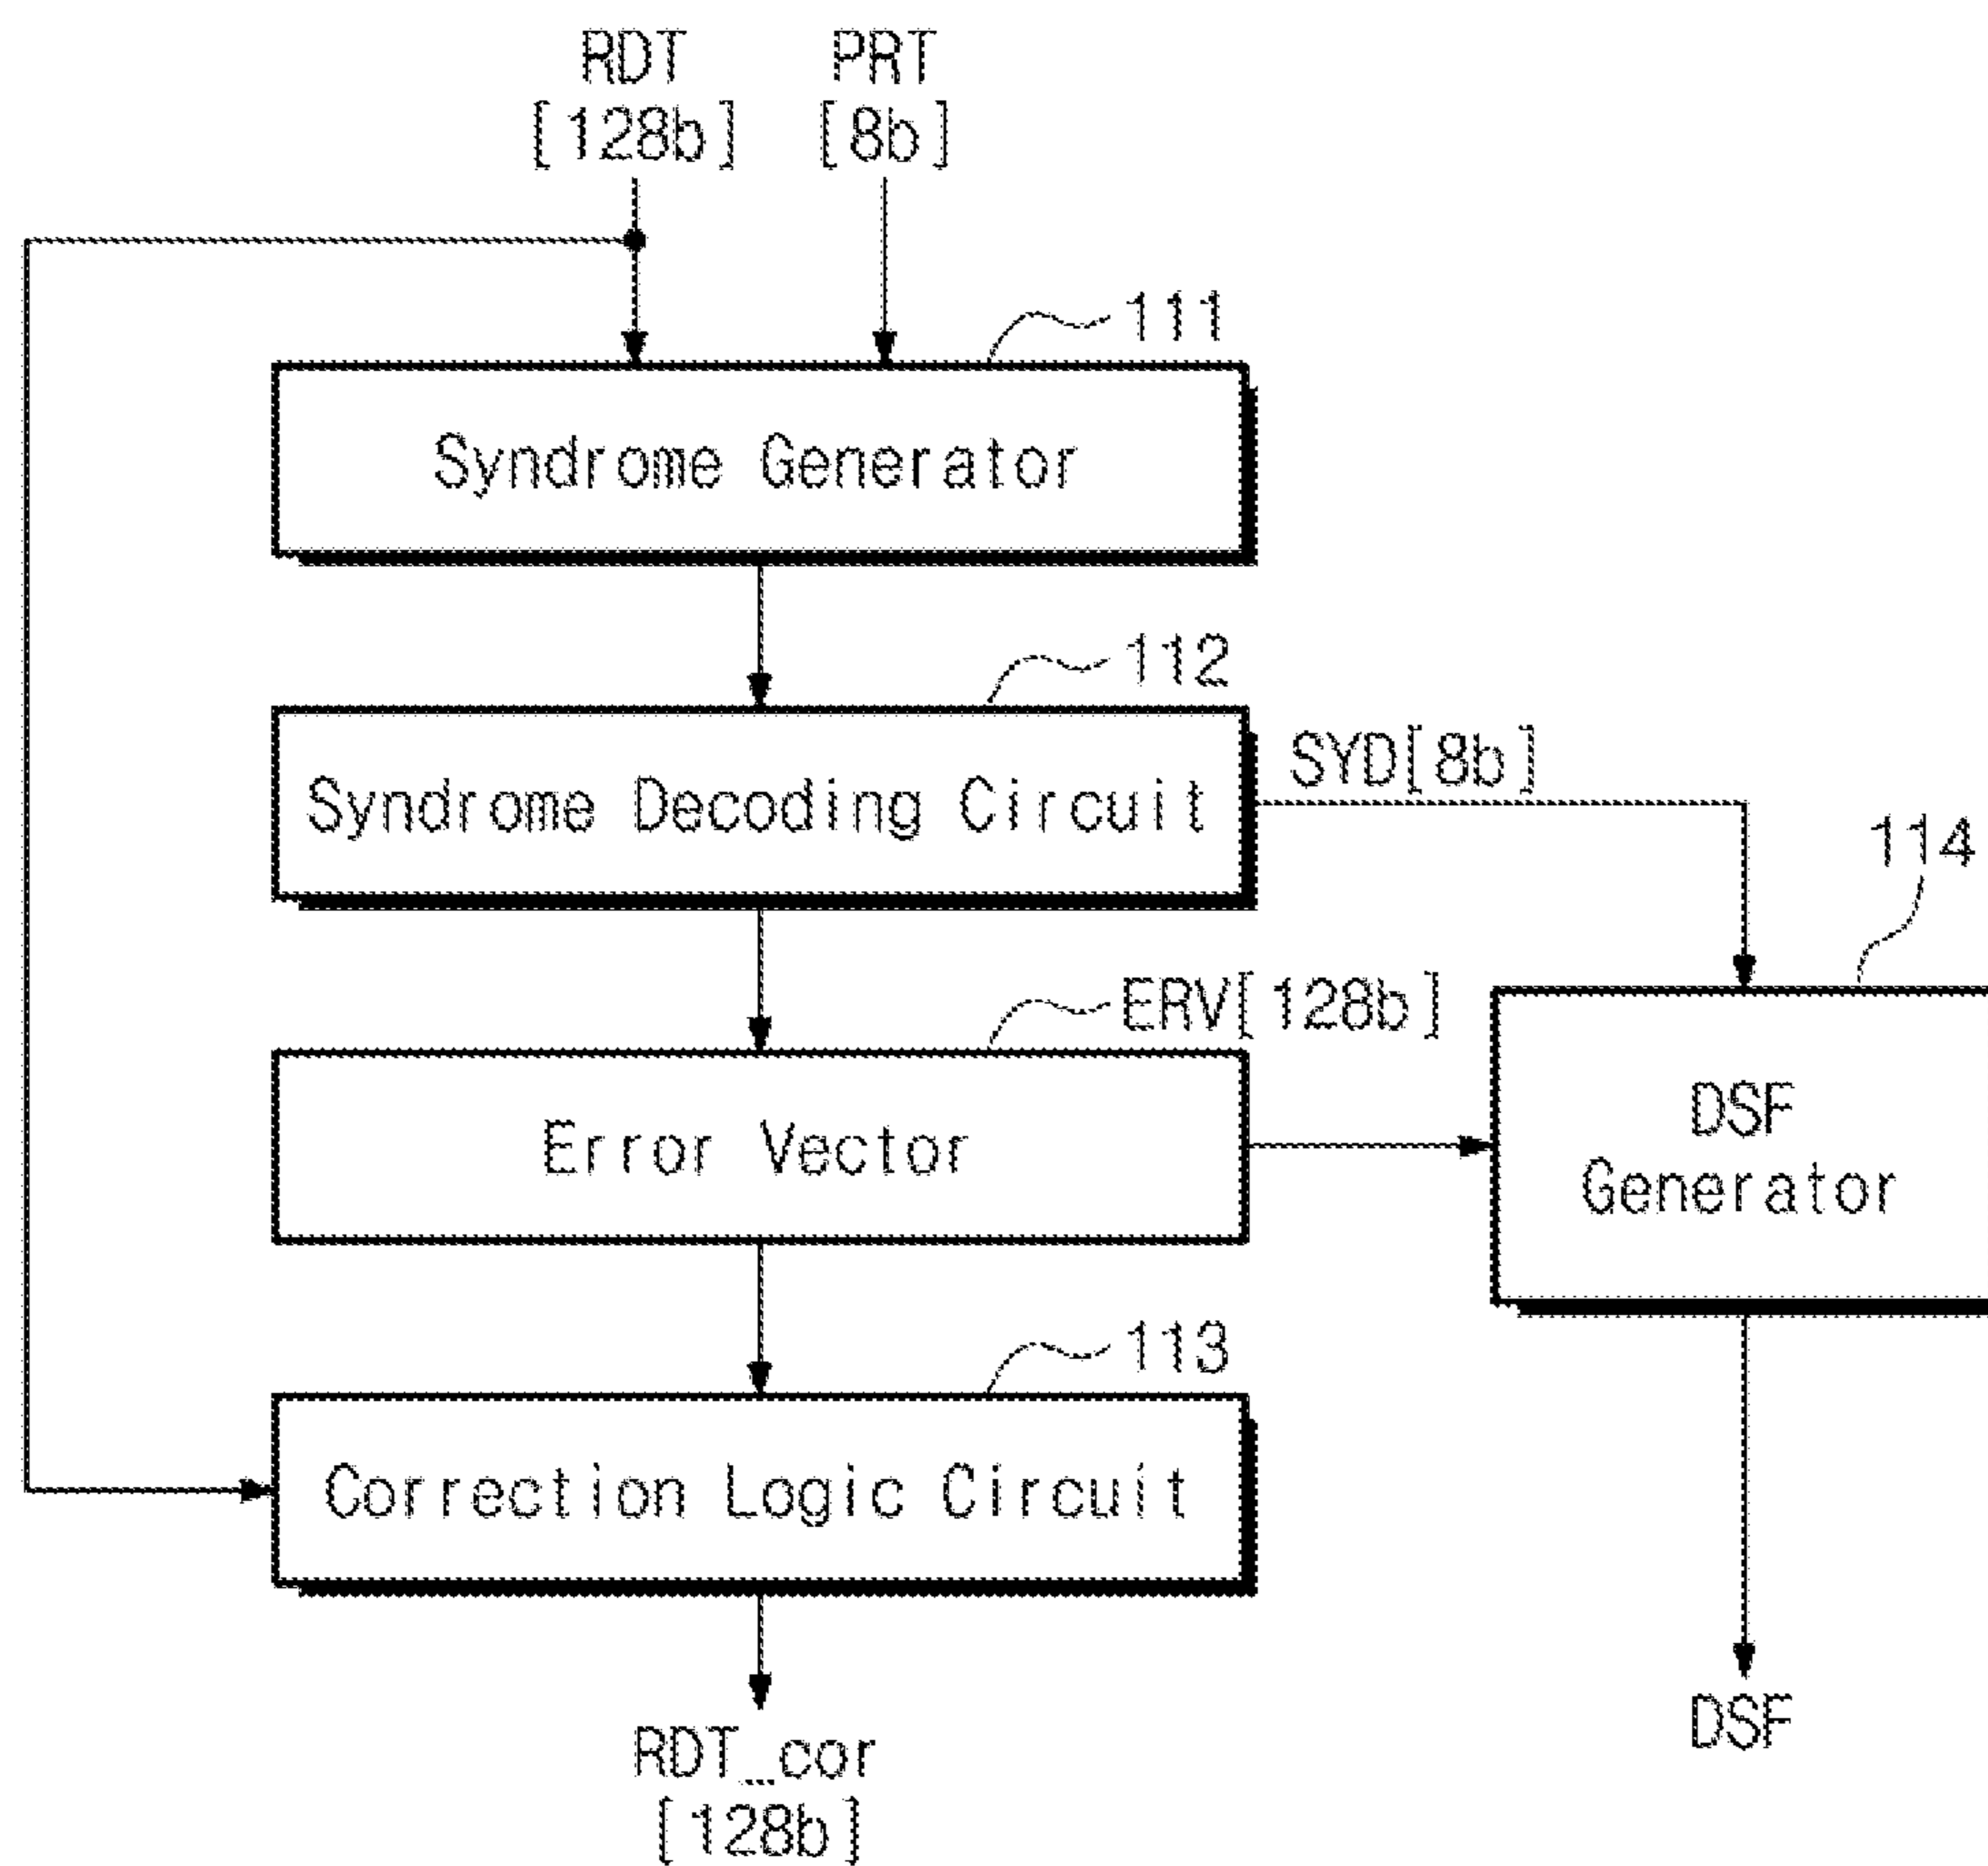 RDT PRT
[128b] [8b]
111
Syndrome Generator
112
Syndrome Decoding Circuit
SYD[8b]
114
ERV[128b]
Error Vector
DSF
Generator
113
Correction Logic Circuit
RDT_cor
[128b]
DSF